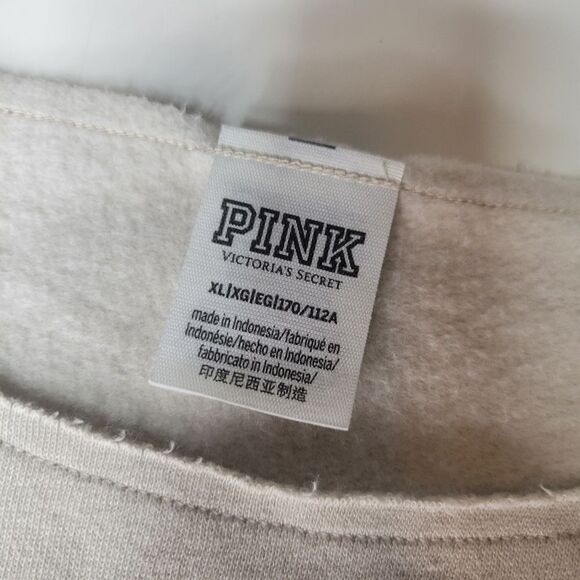 PINK
VICTORIA'S SECRET
XL|XG|EG|170/112A
made in Indonesia/fabriqué en
Indonésie/hecho en Indonesia/
fabbricato in Indonesia/
印度尼西亚制造